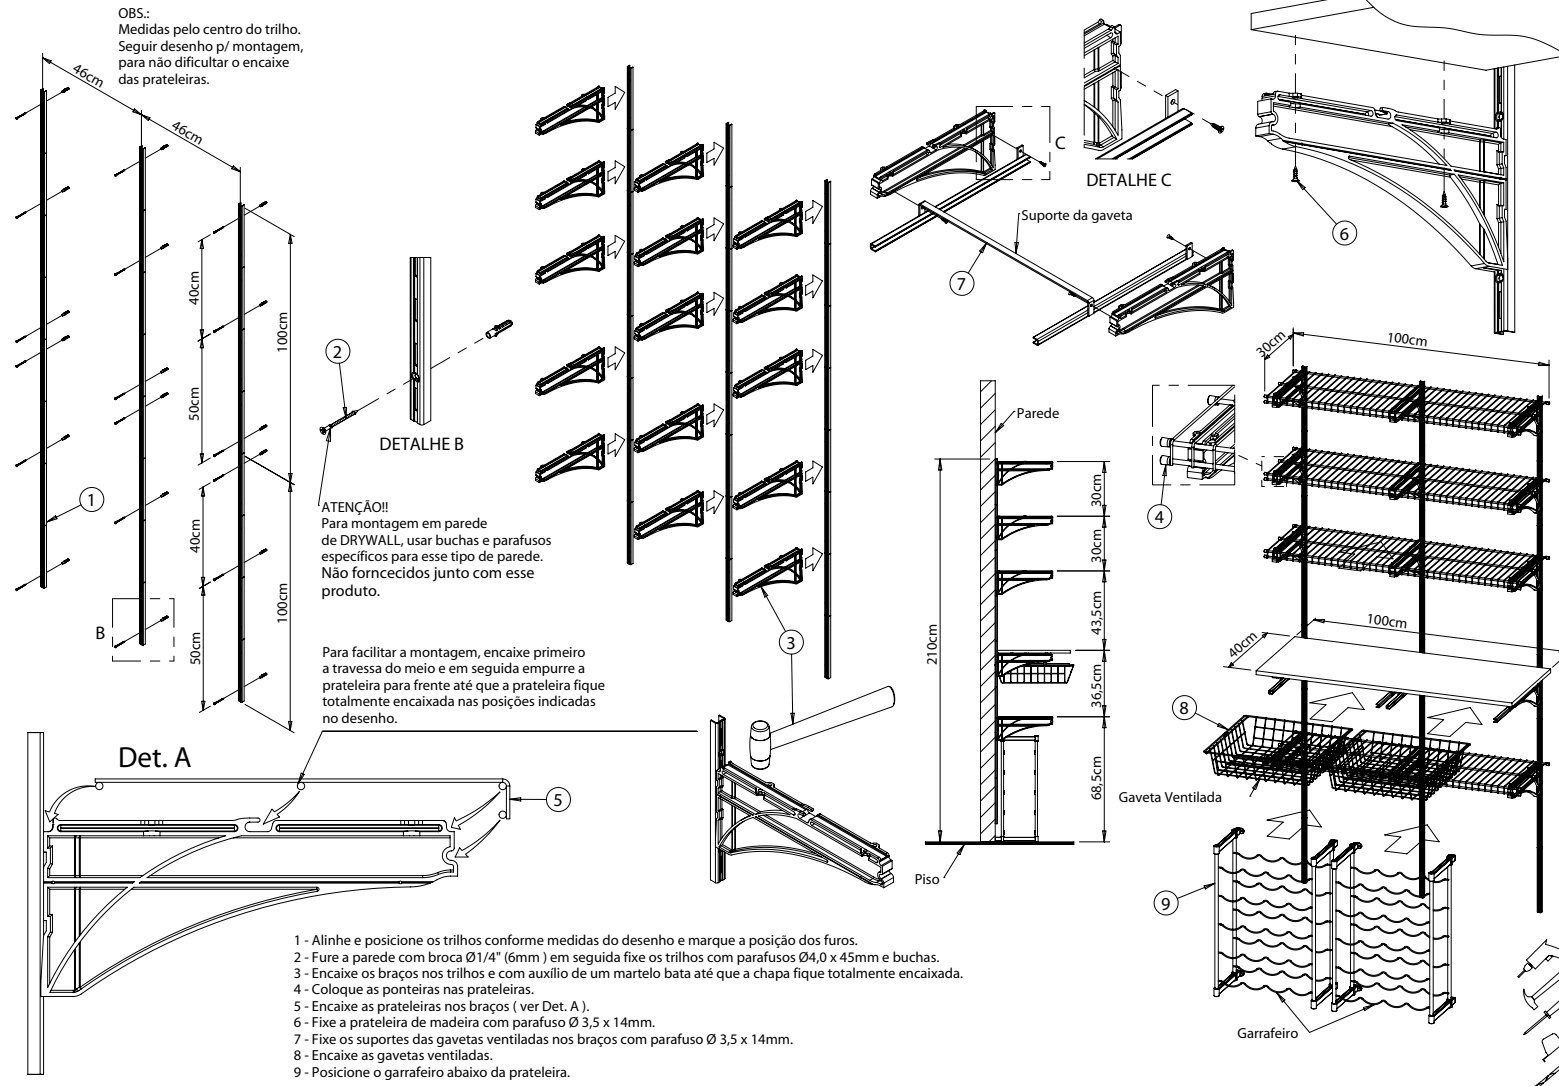 OBS.:
Medidas pelo centro do trilho.
Seguir desenho p/ montagem,
para não dificultar o encaixe
das prateleiras.
46cm
46cm
40cm
50cm
40cm
50cm
100cm
100cm
1
B
2
DETALHE B
ATENÇÃO!!
Para montagem em parede
de DRYWALL, usar buchas e parafusos
específicos para esse tipo de parede.
Não forncecidos junto com esse
produto.
3
Para facilitar a montagem, encaixe primeiro
a travessa do meio e em seguida empurre a
prateleira para frente até que a prateleira fique
totalmente encaixada nas posições indicadas
no desenho.
Det. A
5
C
DETALHE C
Suporte da gaveta
7
6
Parede
210cm
30cm
30cm
43,5cm
36,5cm
68,5cm
Piso
30cm
100cm
4
100cm
40cm
8
Gaveta Ventilada
9
Garrafeiro
1 - Alinhe e posicione os trilhos conforme medidas do desenho e marque a posição dos furos.
2 - Fure a parede com broca Ø1/4" (6mm ) em seguida fixe os trilhos com parafusos Ø4,0 x 45mm e buchas.
3 - Encaixe os braços nos trilhos e com auxílio de um martelo bata até que a chapa fique totalmente encaixada.
4 - Coloque as ponteiras nas prateleiras.
5 - Encaixe as prateleiras nos braços ( ver Det. A ).
6 - Fixe a prateleira de madeira com parafuso Ø 3,5 x 14mm.
7 - Fixe os suportes das gavetas ventiladas nos braços com parafuso Ø 3,5 x 14mm.
8 - Encaixe as gavetas ventiladas.
9 - Posicione o garrafeiro abaixo da prateleira.